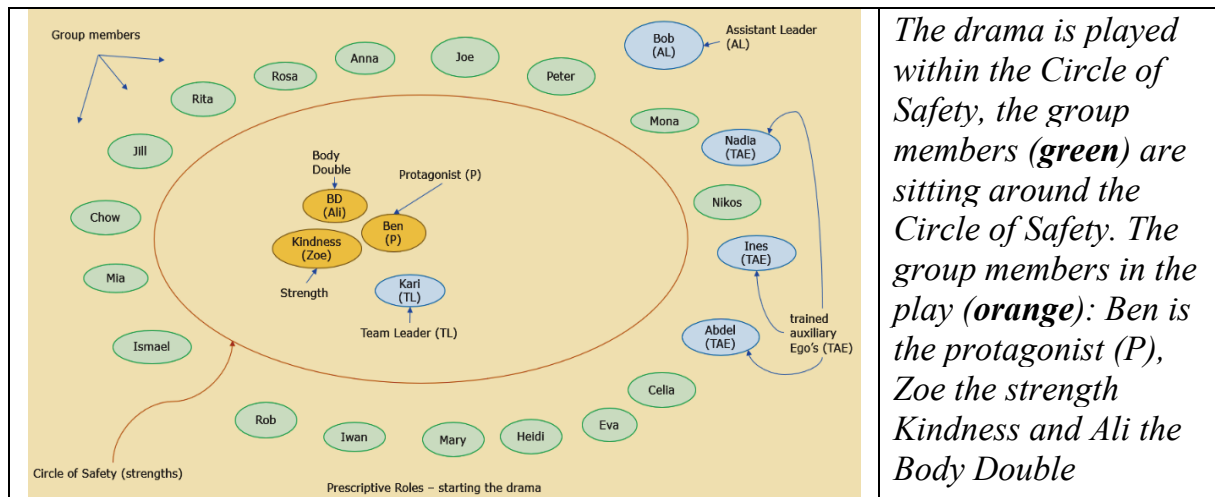 Group members
Rita
Rosa
Anna
Joe
Peter
Bob
(AL)
Assistant Leader
(AL)
Mona
Nadia
(TAE)
Nikos
Ines
(TAE)
Abdel
(TAE)
trained
auxiliary
Ego's (TAE)
Jill
Chow
Mia
Ismael
Body
Double
Protagonist (P)
BD
(Ali)
Ben
(P)
Kindness
(Zoe)
Strength
Kari
(TL)
Team Leader (TL)
Celia
Eva
Heidi
Mary
Iwan
Rob
Circle of Safety (strengths)
Prescriptive Roles – starting the drama
The drama is played
within the Circle of
Safety, the group
members (green) are
sitting around the
Circle of Safety. The
group members in the
play (orange): Ben is
the protagonist (P),
Zoe the strength
Kindness and Ali the
Body Double